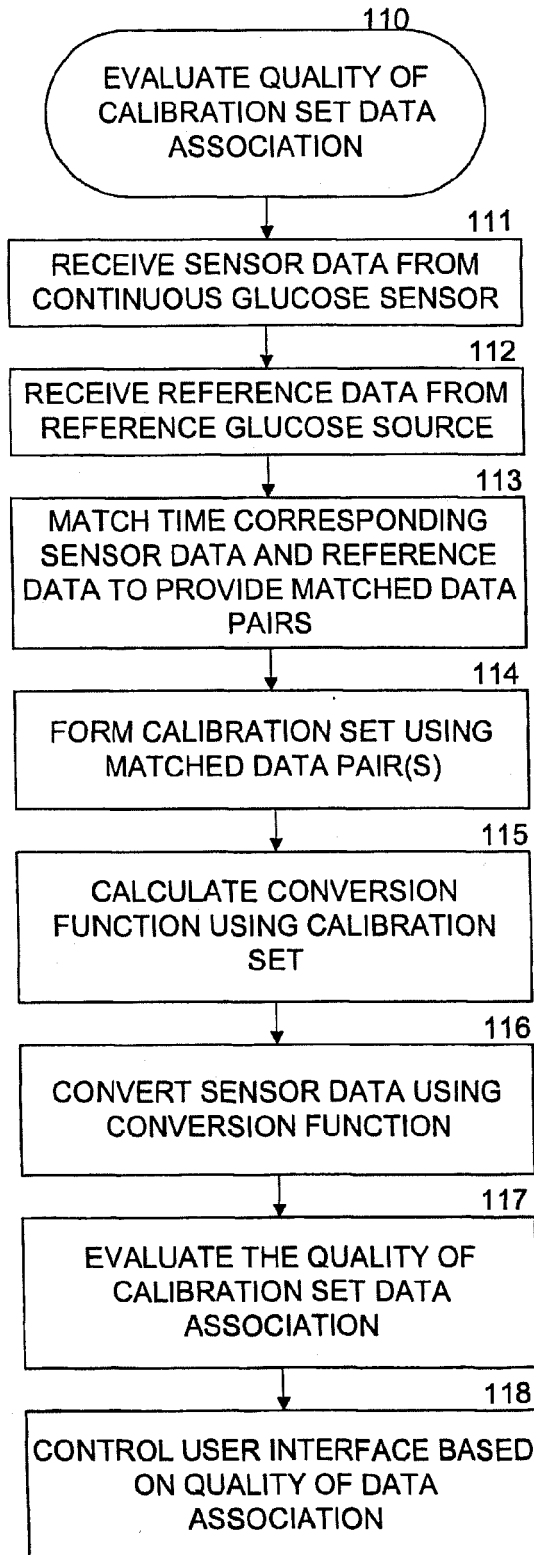 110
EVALUATE QUALITY OF
CALIBRATION SET DATA
ASSOCIATION
111
RECEIVE SENSOR DATA FROM
CONTINUOUS GLUCOSE SENSOR
112
RECEIVE REFERENCE DATA FROM
REFERENCE GLUCOSE SOURCE
113
MATCH TIME CORRESPONDING
SENSOR DATA AND REFERENCE
DATA TO PROVIDE MATCHED DATA
PAIRS
114
FORM CALIBRATION SET USING
MATCHED DATA PAIR(S)
115
CALCULATE CONVERSION
FUNCTION USING CALIBRATION
SET
116
CONVERT SENSOR DATA USING
CONVERSION FUNCTION
117
EVALUATE THE QUALITY OF
CALIBRATION SET DATA
ASSOCIATION
118
CONTROL USER INTERFACE BASED
ON QUALITY OF DATA
ASSOCIATION